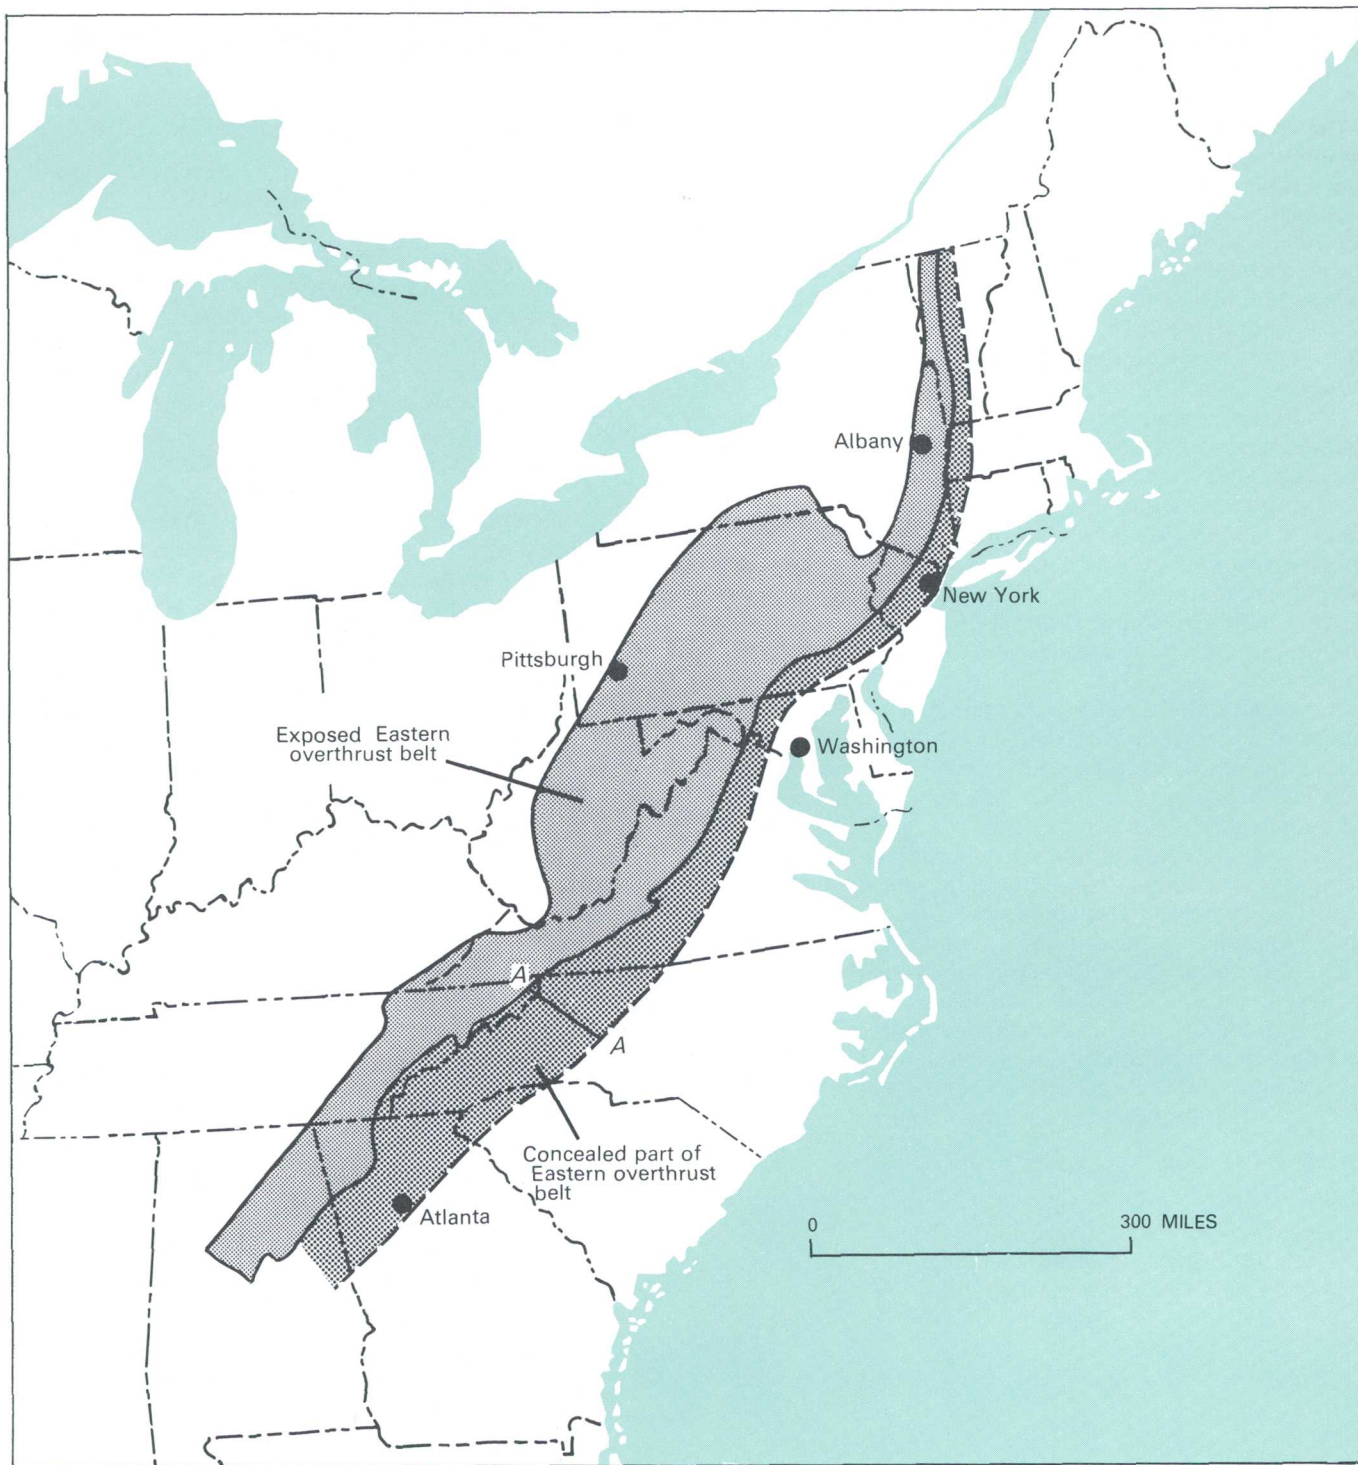 Albany
New York
Pittsburgh
Exposed Eastern
overthrust belt
Washington
A
A
Concealed part of
Eastern overthrust
belt
Atlanta
0
300 MILES